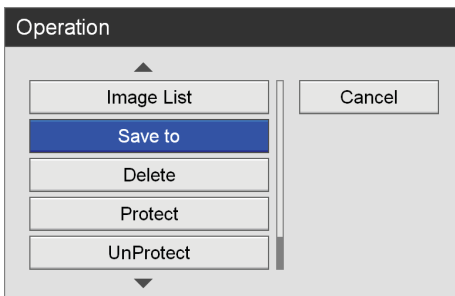 Operation
Image List
Cancel
Save to
Delete
Protect
UnProtect